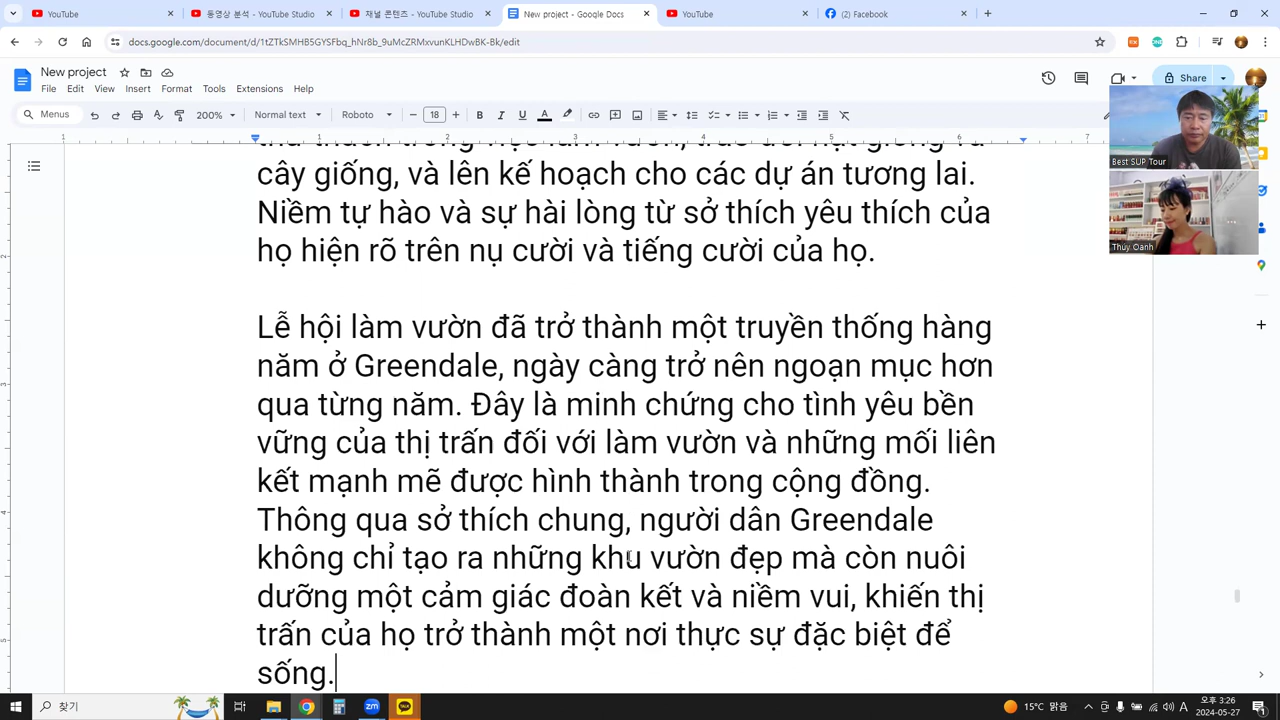 YouTube
동영상 분석 - YouTube Studio
채널 콘텐츠 - YouTube Studio
New project - Google Docs
YouTube
(2) Facebook
docs.google.com/document/d/1tZTkSMHB5GYSFbq_hNr8b_9uMcZRMxvunKLHDwBK-Bk/edit
New project
File Edit View Insert Format Tools Extensions Help
Share
Menus
200%
Normal text
Roboto
18
1 1 2 3 4 5 6 7
Best SUP Tour
Thúy Oanh
cây giống, và lên kế hoạch cho các dự án tương lai.
Niềm tự hào và sự hài lòng từ sở thích yêu thích của
họ hiện rõ trên nụ cười và tiếng cười của họ.
Lễ hội làm vườn đã trở thành một truyền thống hàng
năm ở Greendale, ngày càng trở nên ngoạn mục hơn
qua từng năm. Đây là minh chứng cho tình yêu bền
vững của thị trấn đối với làm vườn và những mối liên
kết mạnh mẽ được hình thành trong cộng đồng.
Thông qua sở thích chung, người dân Greendale
không chỉ tạo ra những khu vườn đẹp mà còn nuôi
dưỡng một cảm giác đoàn kết và niềm vui, khiến thị
trấn của họ trở thành một nơi thực sự đặc biệt để
sống.
찾기
15°C 맑음
A
오후 3:26
2024-05-27